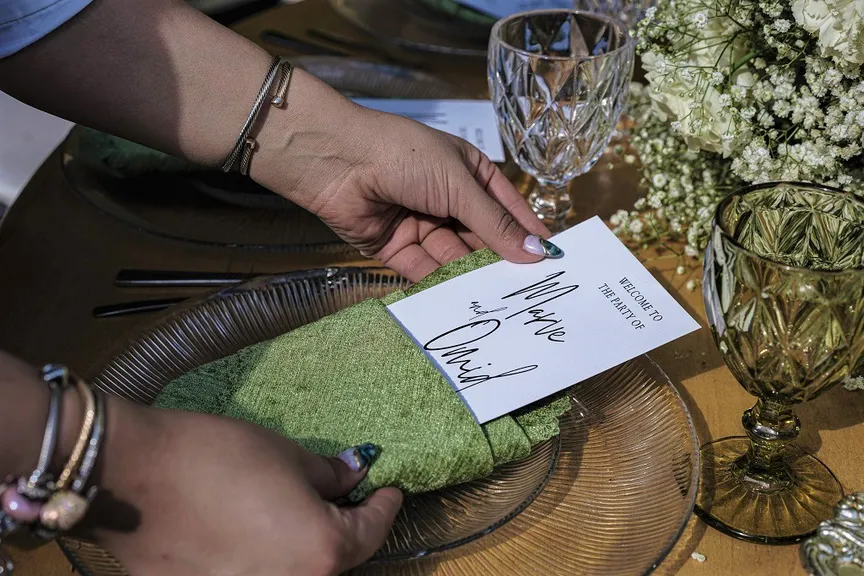 WELCOME TO
THE PARTY OF
Marve
and
Omid